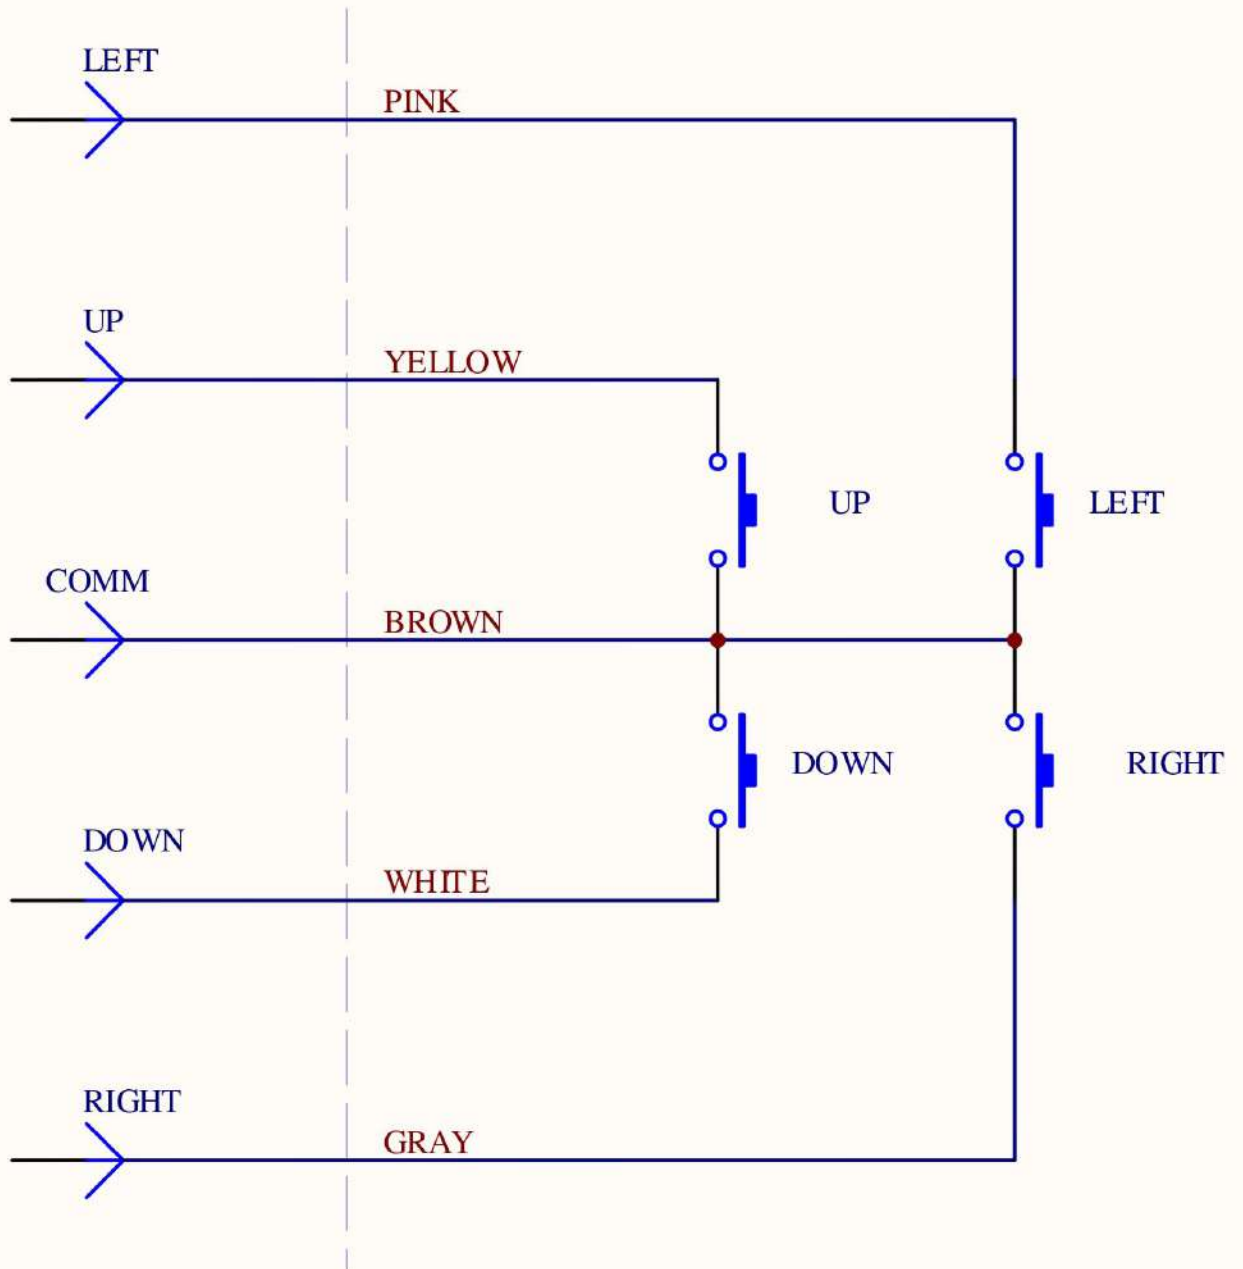 LEFT
PINK
UP
YELLOW
UP
LEFT
COMM
BROWN
DOWN
RIGHT
DOWN
WHITE
RIGHT
GRAY